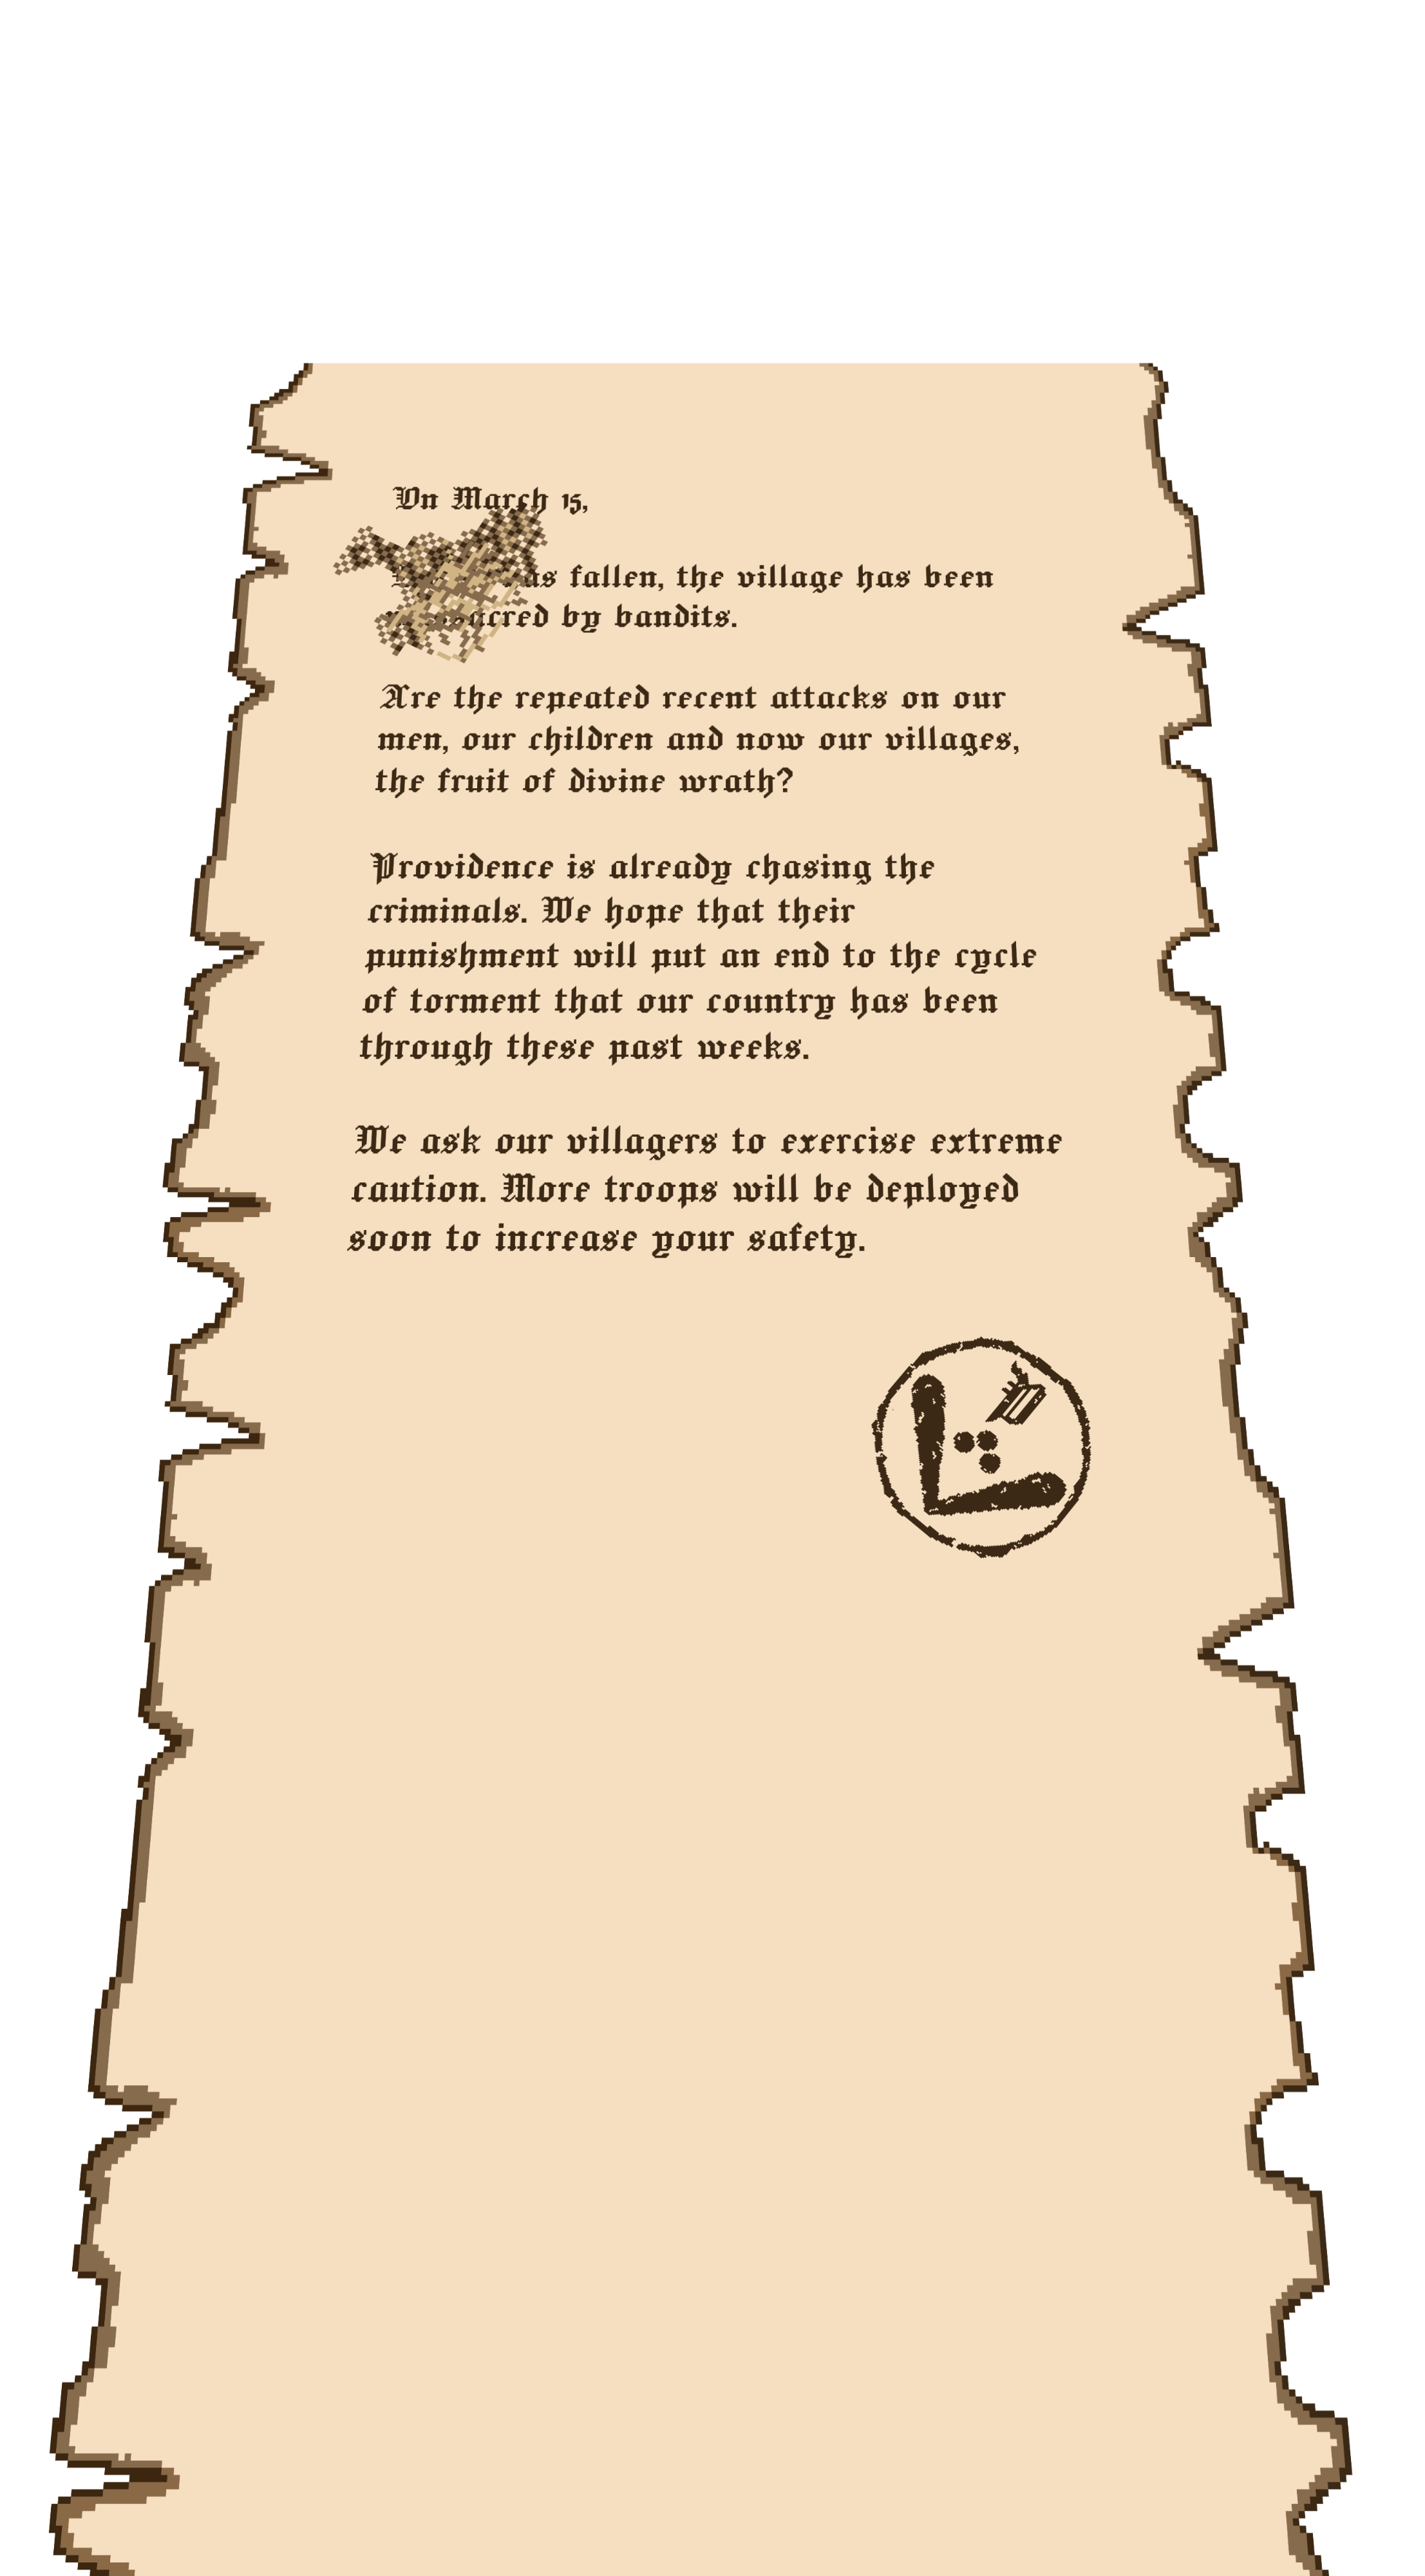 On March 15,
as fallen, the village has been
massacred by bandits.
Are the repeated recent attacks on our
men, our children and now our villages,
the fruit of divine wrath?
Providence is already chasing the
criminals. We hope that their
punishment will put an end to the cycle
of torment that our country has been
through these past weeks.
We ask our villagers to exercise extreme
caution. More troops will be deployed
soon to increase your safety.